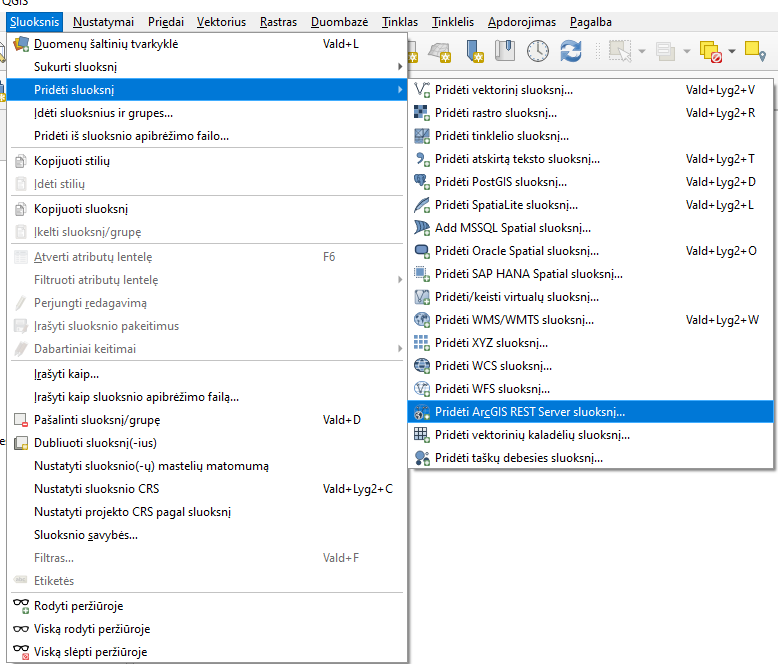 QGIS
Sluoksnis Nustatymai Priedai Vektorius Rastras Duombazė Tinklas Tinklelis Apdorojimas Pagalba
Duomenų šaltinių tvarkyklė Vald+L
Sukurti sluoksnį
Pridėti sluoksnį
Įdėti sluoksnius ir grupes...
Pridėti iš sluoksnio apibrėžimo failo...
Kopijuoti stilių
Įdėti stilių
Kopijuoti sluoksnį
Įkelti sluoksnį/grupę
Atverti atributų lentelę F6
Filtruoti atributų lentelę
Perjungti redagavimą
Įrašyti sluoksnio pakeitimus
Dabartiniai keitimai
Įrašyti kaip...
Įrašyti kaip sluoksnio apibrėžimo failą...
Pašalinti sluoksnį/grupę Vald+D
Dubliuoti sluoksnį(-ius)
Nustatyti sluoksnio(-ų) mastelių matomumą
Nustatyti sluoksnio CRS Vald+Lyg2+C
Nustatyti projekto CRS pagal sluoksnį
Sluoksnio savybės...
Filtras... Vald+F
Etiketės
Rodyti peržiūroje
Viską rodyti peržiūroje
Viską slėpti peržiūroje
Pridėti vektorinį sluoksnį... Vald+Lyg2+V
Pridėti rastro sluoksnį... Vald+Lyg2+R
Pridėti tinklelio sluoksnį...
Pridėti atskirtą teksto sluoksnį... Vald+Lyg2+T
Pridėti PostGIS sluoksnį... Vald+Lyg2+D
Pridėti SpatiaLite sluoksnį... Vald+Lyg2+L
Add MSSQL Spatial sluoksnį...
Pridėti Oracle Spatial sluoksnį... Vald+Lyg2+O
Pridėti SAP HANA Spatial sluoksnį...
Pridėti/keisti virtualų sluoksnį...
Pridėti WMS/WMTS sluoksnį... Vald+Lyg2+W
Pridėti XYZ sluoksnį...
Pridėti WCS sluoksnį...
Pridėti WFS sluoksnį...
Pridėti ArcGIS REST Server sluoksnį...
Pridėti vektorinių kaladėlių sluoksnį...
Pridėti taškų debesies sluoksnį...